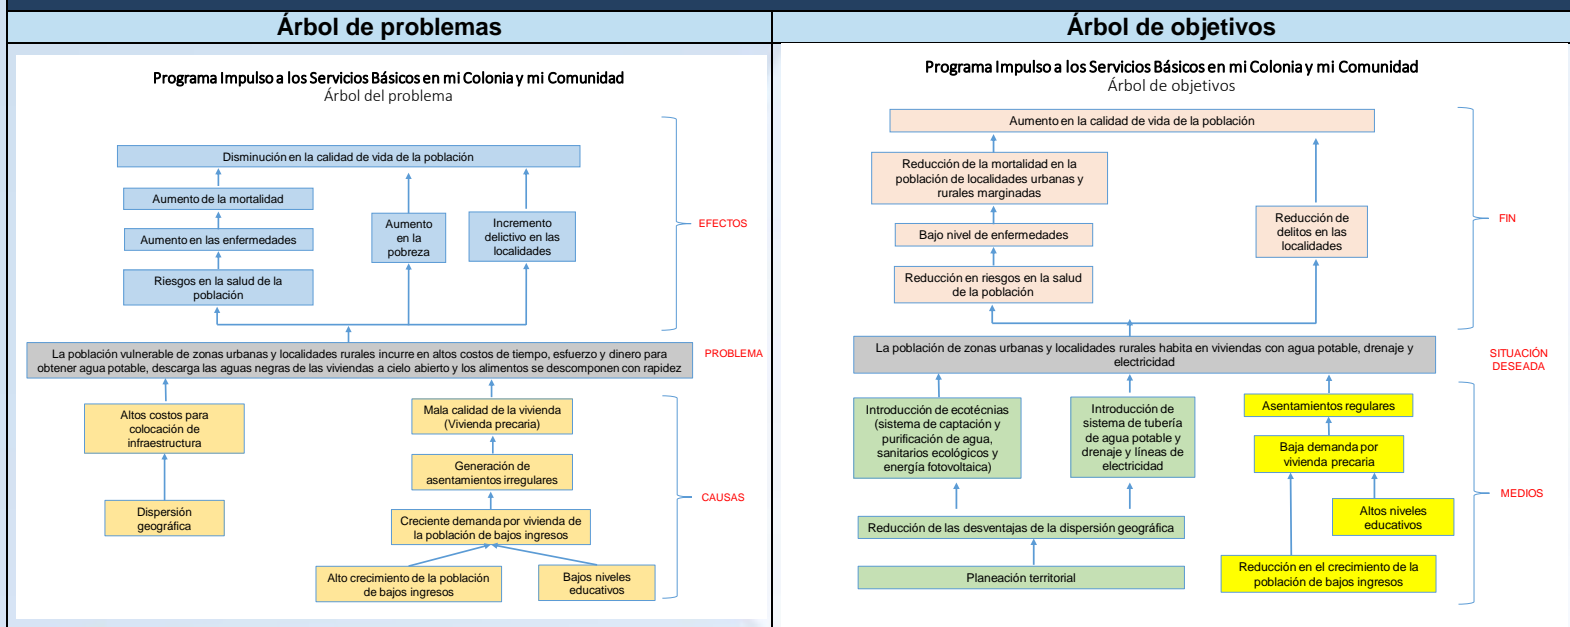 Árbol de problemas
Programa Impulso a los Servicios Básicos en mi Colonia y mi Comunidad
Árbol del problema
Disminución en la calidad de vida de la población
Aumento de la mortalidad
Aumento en las enfermedades
Riesgos en la salud de la
población
Aumento
en la
pobreza
Incremento
delictivo en las
localidades
EFECTOS
La población vulnerable de zonas urbanas y localidades rurales incurre en altos costos de tiempo, esfuerzo y dinero para
obtener agua potable, descarga las aguas negras de las viviendas a cielo abierto y los alimentos se descomponen con rapidez
PROBLEMA
Altos costos para
colocación de
infraestructura
Dispersión
geográfica
Mala calidad de la vivienda
(Vivienda precaria)
Generación de
asentamientos irregulares
Creciente demanda por vivienda de
la población de bajos ingresos
Alto crecimiento de la población
de bajos ingresos
Bajos niveles
educativos
CAUSAS
Árbol de objetivos
Programa Impulso a los Servicios Básicos en mi Colonia y mi Comunidad
Árbol de objetivos
Aumento en la calidad de vida de la población
Reducción de la mortalidad en la
población de localidades urbanas y
rurales marginadas
Bajo nivel de enfermedades
Reducción en riesgos en la salud
de la población
Reducción de
delitos en las
localidades
FIN
La población de zonas urbanas y localidades rurales habita en viviendas con agua potable, drenaje y
electricidad
SITUACIÓN
DESEADA
Introducción de ecotécnias
(sistema de captación y
purificación de agua,
sanitarios ecológicos y
energía fotovoltaica)
Introducción de
sistema de tubería
de agua potable y
drenaje y líneas de
electricidad
Reducción de las desventajas de la dispersión geográfica
Planeación territorial
Asentamientos regulares
Baja demanda por
vivienda precaria
Altos niveles
educativos
Reducción en el crecimiento de la
población de bajos ingresos
MEDIOS